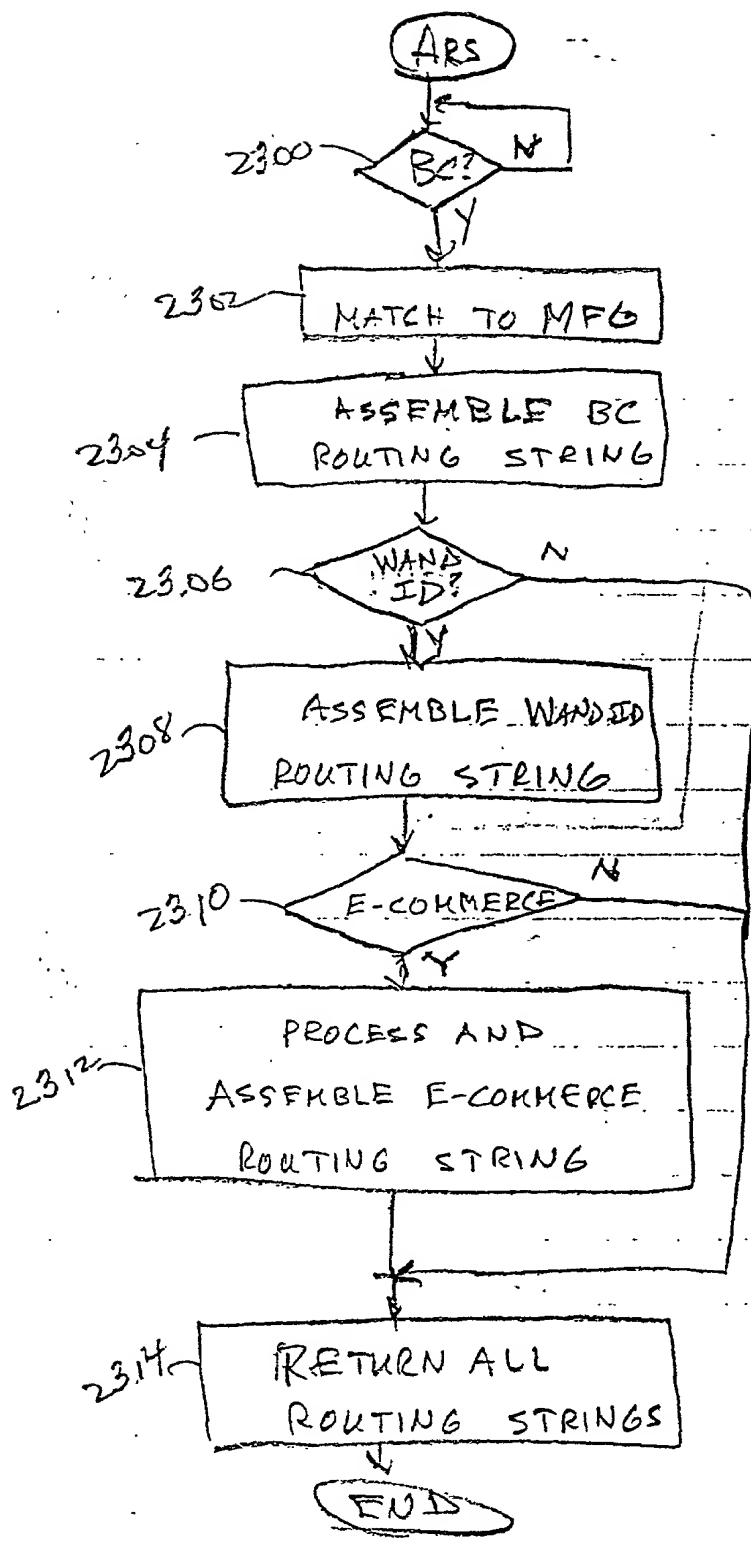 ARS
2300
BC?
N
Y
2302
MATCH TO MFG
2304
ASSEMBLE BC
ROUTING STRING
2306
WAND
ID?
N
Y
2308
ASSEMBLE WAND ID
ROUTING STRING
2310
E-COMMERCE
N
Y
2312
PROCESS AND
ASSEMBLE E-COMMERCE
ROUTING STRING
2314
RETURN ALL
ROUTING STRINGS
END